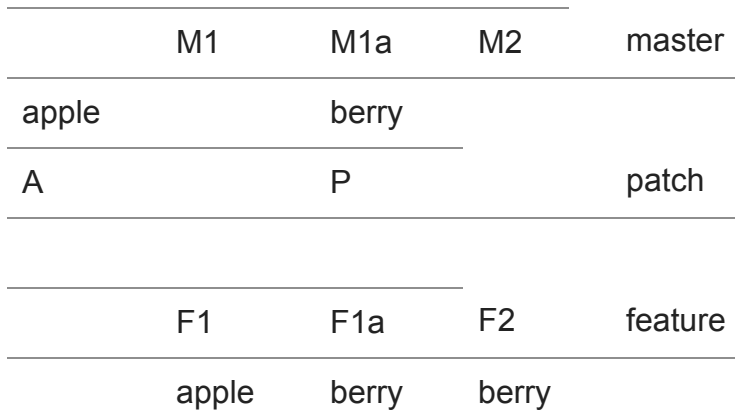 M1 M1a M2 master
apple berry
A P patch
F1 F1a F2 feature
apple berry berry